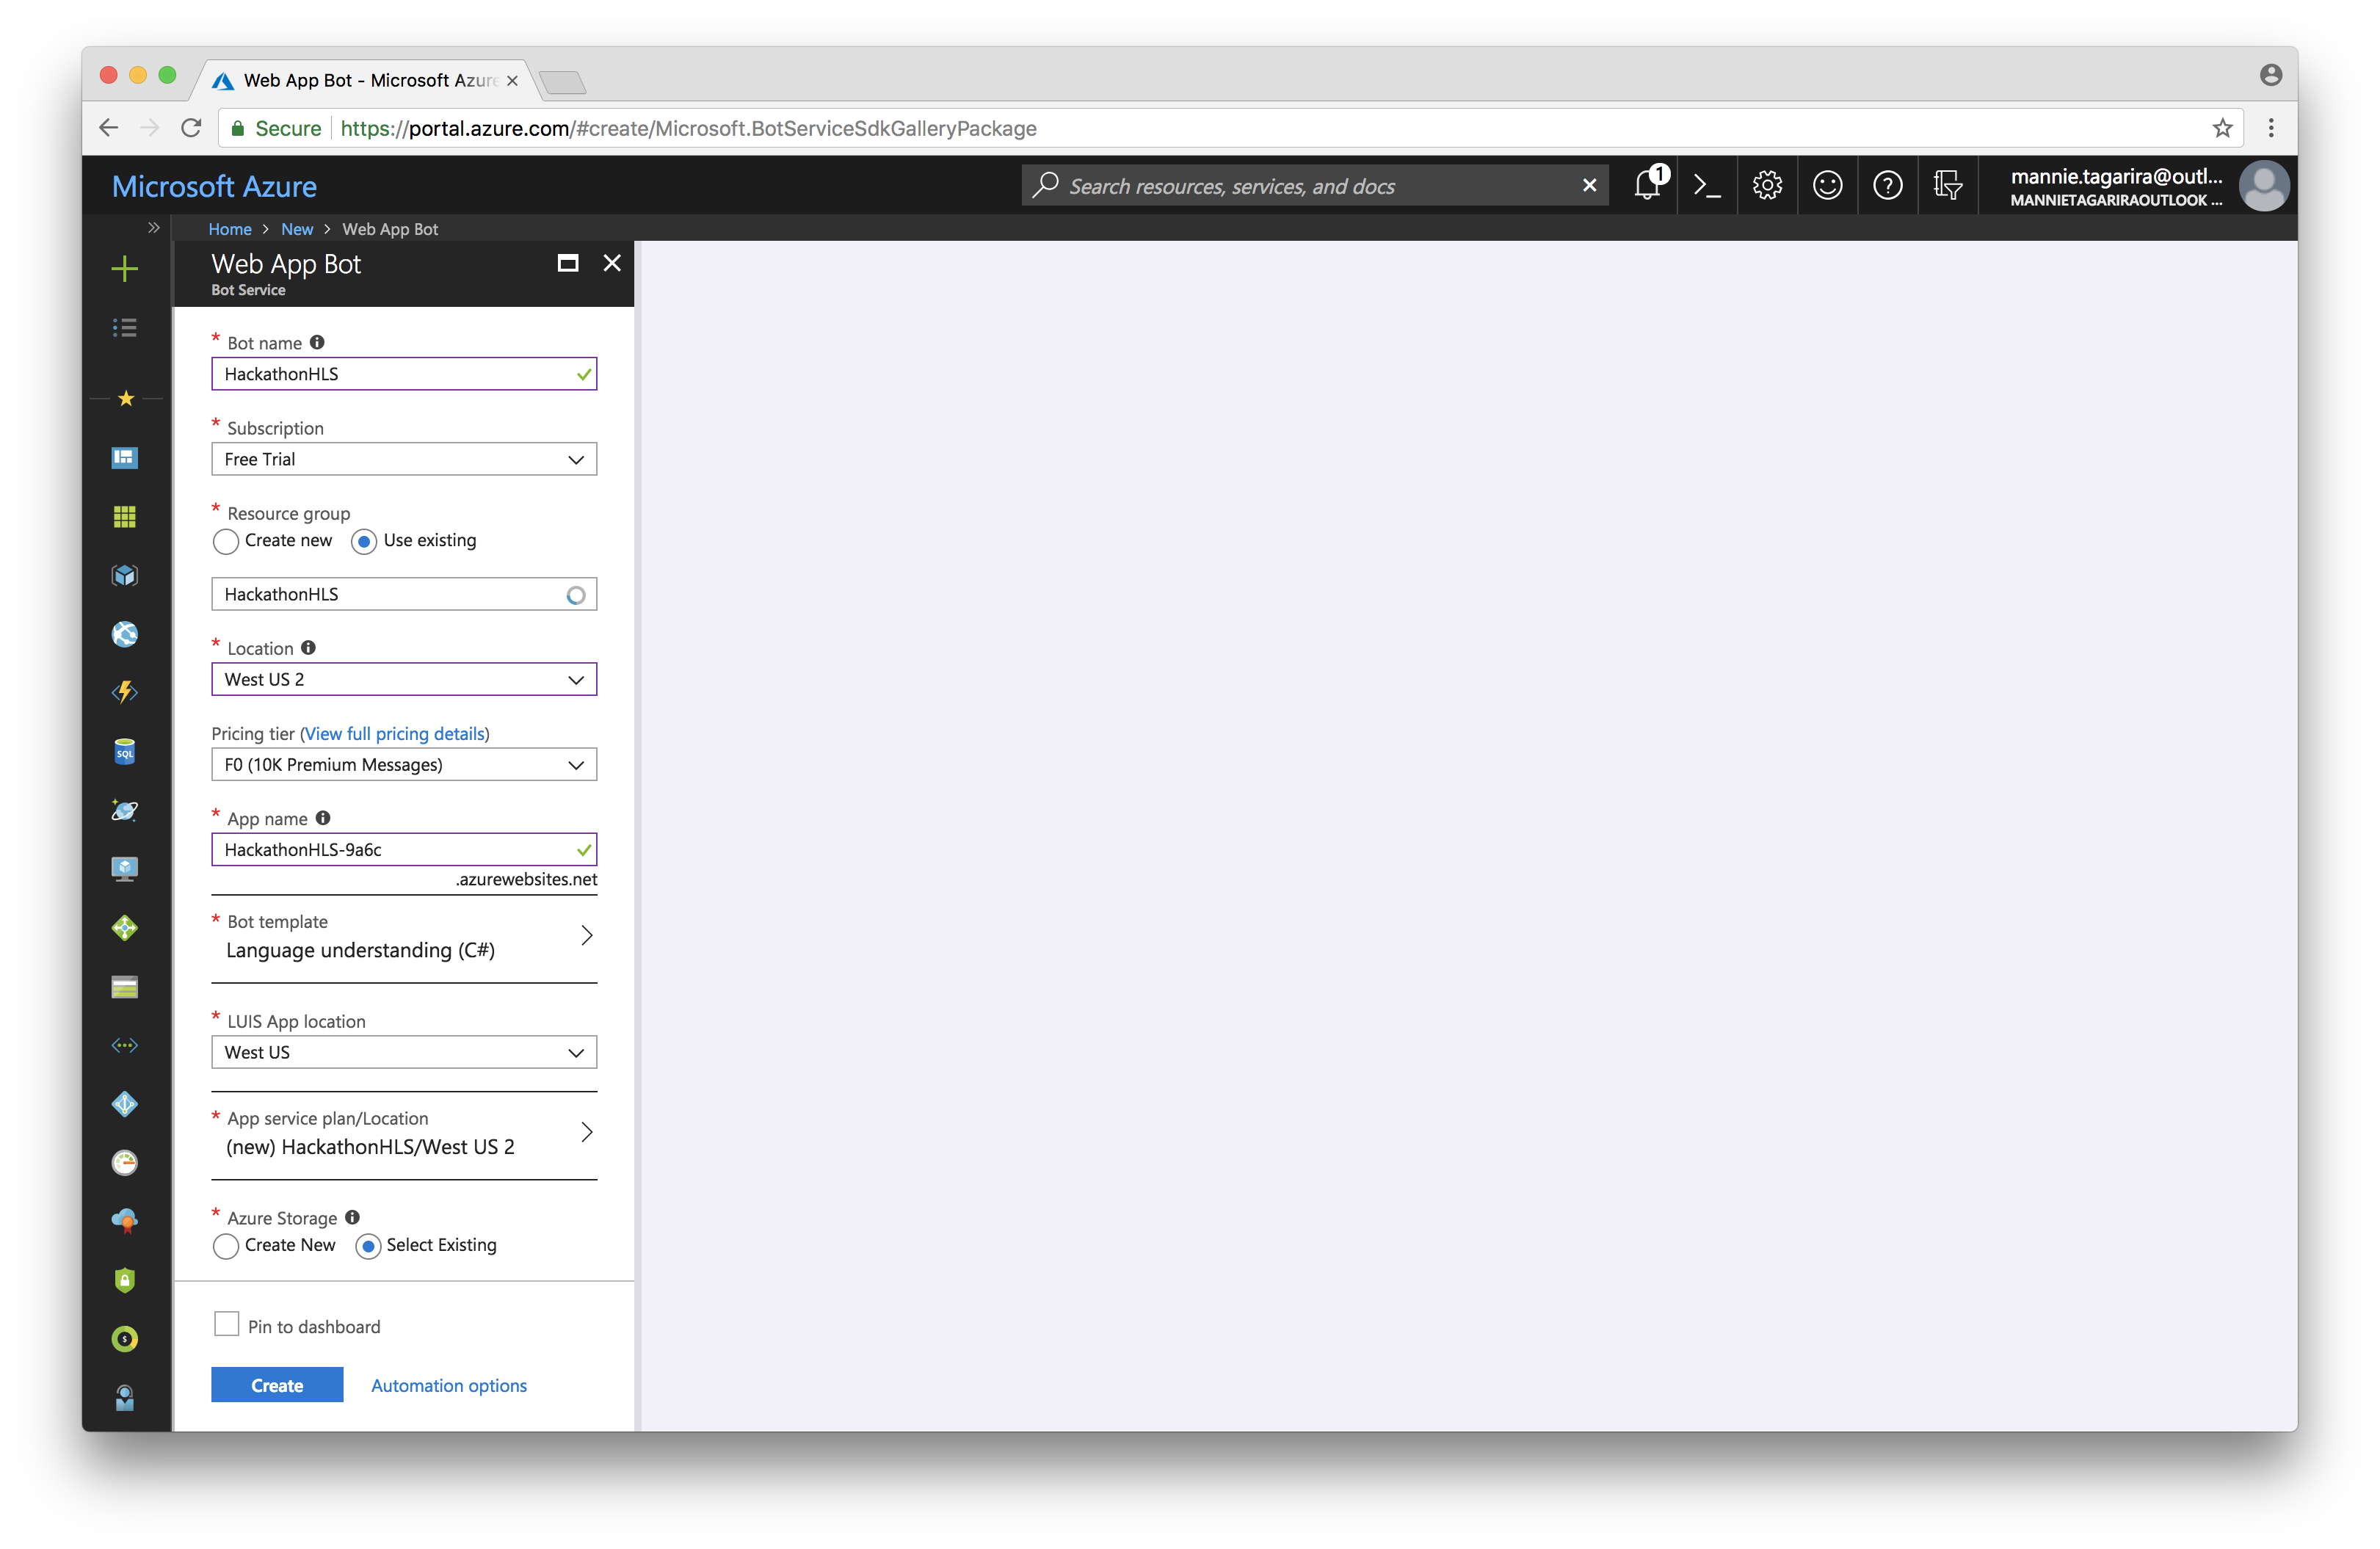 Web App Bot - Microsoft Azure
Secure https://portal.azure.com/#create/Microsoft.BotServiceSdkGalleryPackage
Microsoft Azure
Search resources, services, and docs
1
mannie.tagarira@outl...
MANNIETAGARIRAOUTLOOK ...
Home > New > Web App Bot
Web App Bot
Bot Service
* Bot name
HackathonHLS
* Subscription
Free Trial
* Resource group
Create new Use existing
HackathonHLS
* Location
West US 2
Pricing tier (View full pricing details)
F0 (10K Premium Messages)
* App name
HackathonHLS-9a6c
.azurewebsites.net
* Bot template
Language understanding (C#)
* LUIS App location
West US
* App service plan/Location
(new) HackathonHLS/West US 2
* Azure Storage
Create New Select Existing
Pin to dashboard
Create Automation options
SQL